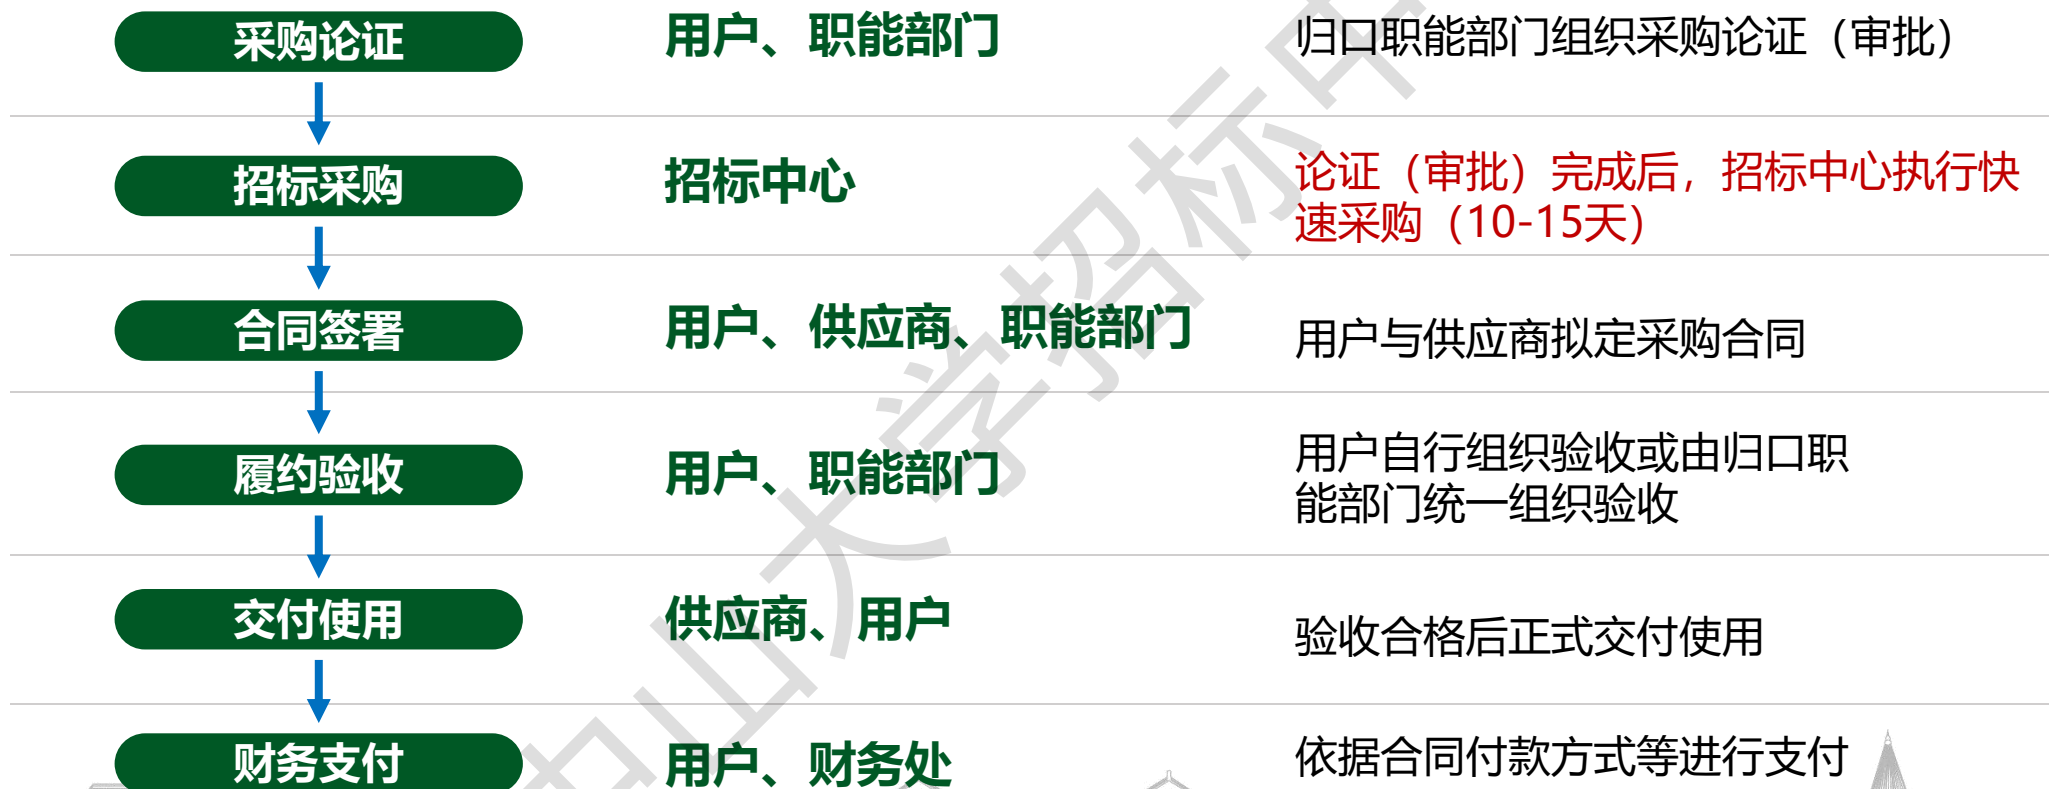 采购论证
用户、职能部门
归口职能部门组织采购论证（审批）
招标采购
招标中心
论证（审批）完成后，招标中心执行快
速采购（10-15天）
合同签署
用户、供应商、职能部门
用户与供应商拟定采购合同
履约验收
用户、职能部门
用户自行组织验收或由归口职
能部门统一组织验收
交付使用
供应商、用户
验收合格后正式交付使用
财务支付
用户、财务处
依据合同付款方式等进行支付
中山大学招标中